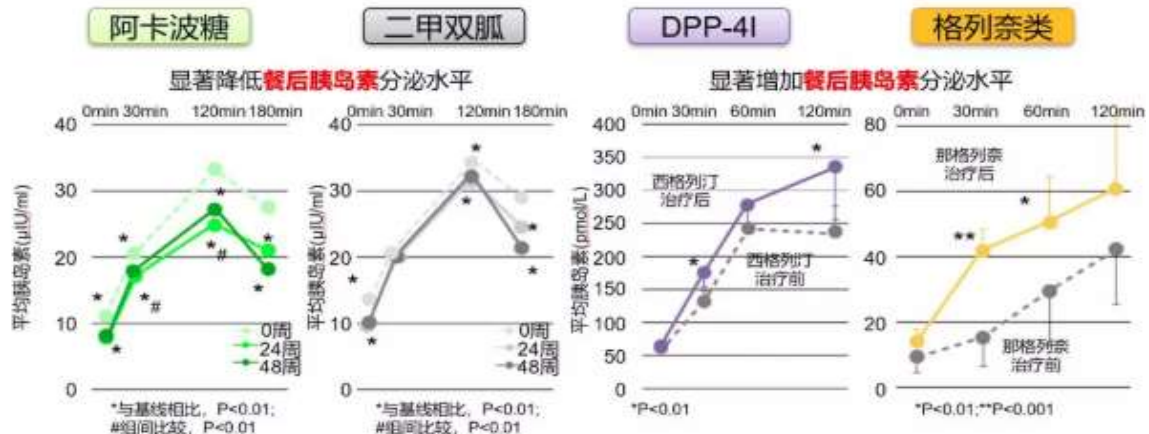 阿卡波糖
二甲双胍
DPP-4I
格列奈类
显著降低餐后胰岛素分泌水平
显著增加餐后胰岛素分泌水平
0min 30min 120min 180min
平均胰岛素(μIU/ml)
40
30
20
10
0
*
*
*
*
*
*
*#
*#
*
0周
24周
48周
*与基线相比，P<0.01;
#组间比较，P<0.01
0min 30min 120min 180min
平均胰岛素(μIU/ml)
40
30
20
10
0
*
*
*
*
*
*
0周
24周
48周
*与基线相比，P<0.01;
#组间比较，P<0.01
0min 30min 60min 120min
平均胰岛素(pmol/L)
400
350
300
250
200
150
100
50
0
西格列汀
治疗后
西格列汀
治疗前
*
*
*P<0.01
0min 30min 60min 120min
80
60
40
20
0
那格列奈
治疗后
那格列奈
治疗前
*
**
*P<0.01;**P<0.001